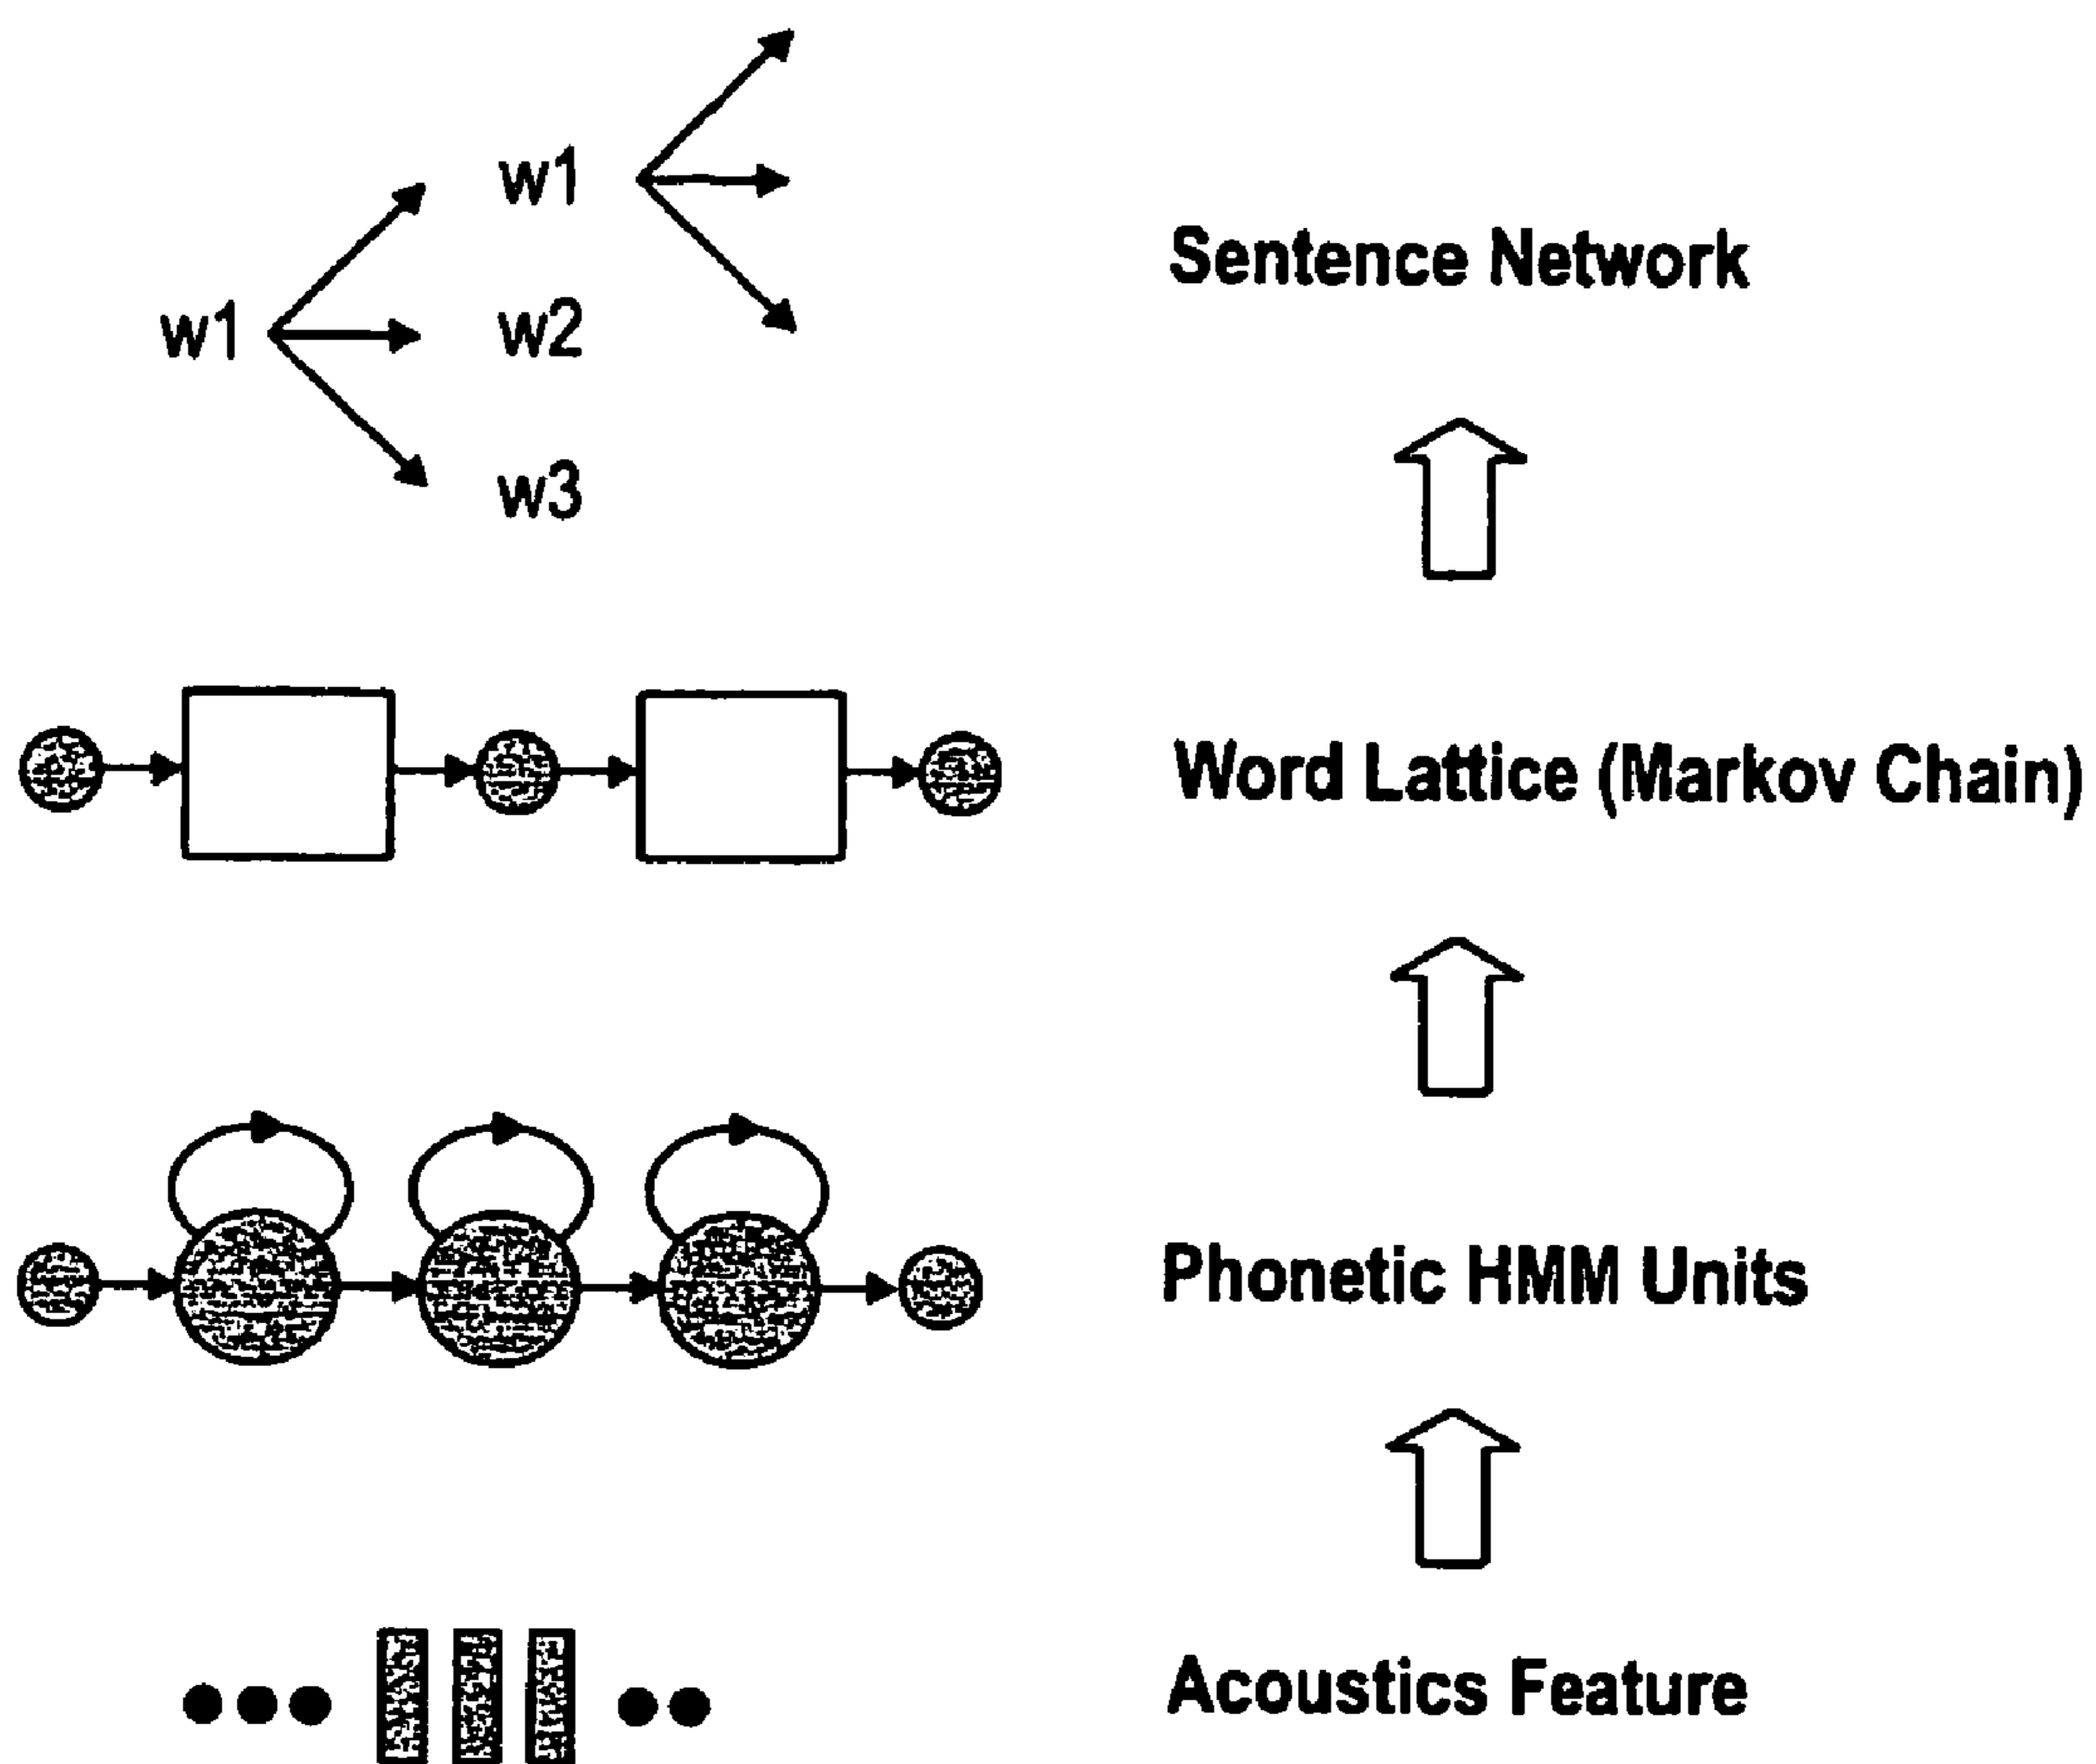 w1
Sentence Network
w1
w2
w3
Word Lattice (Markov Chain)
Phonetic HMM Units
Acoustics Feature